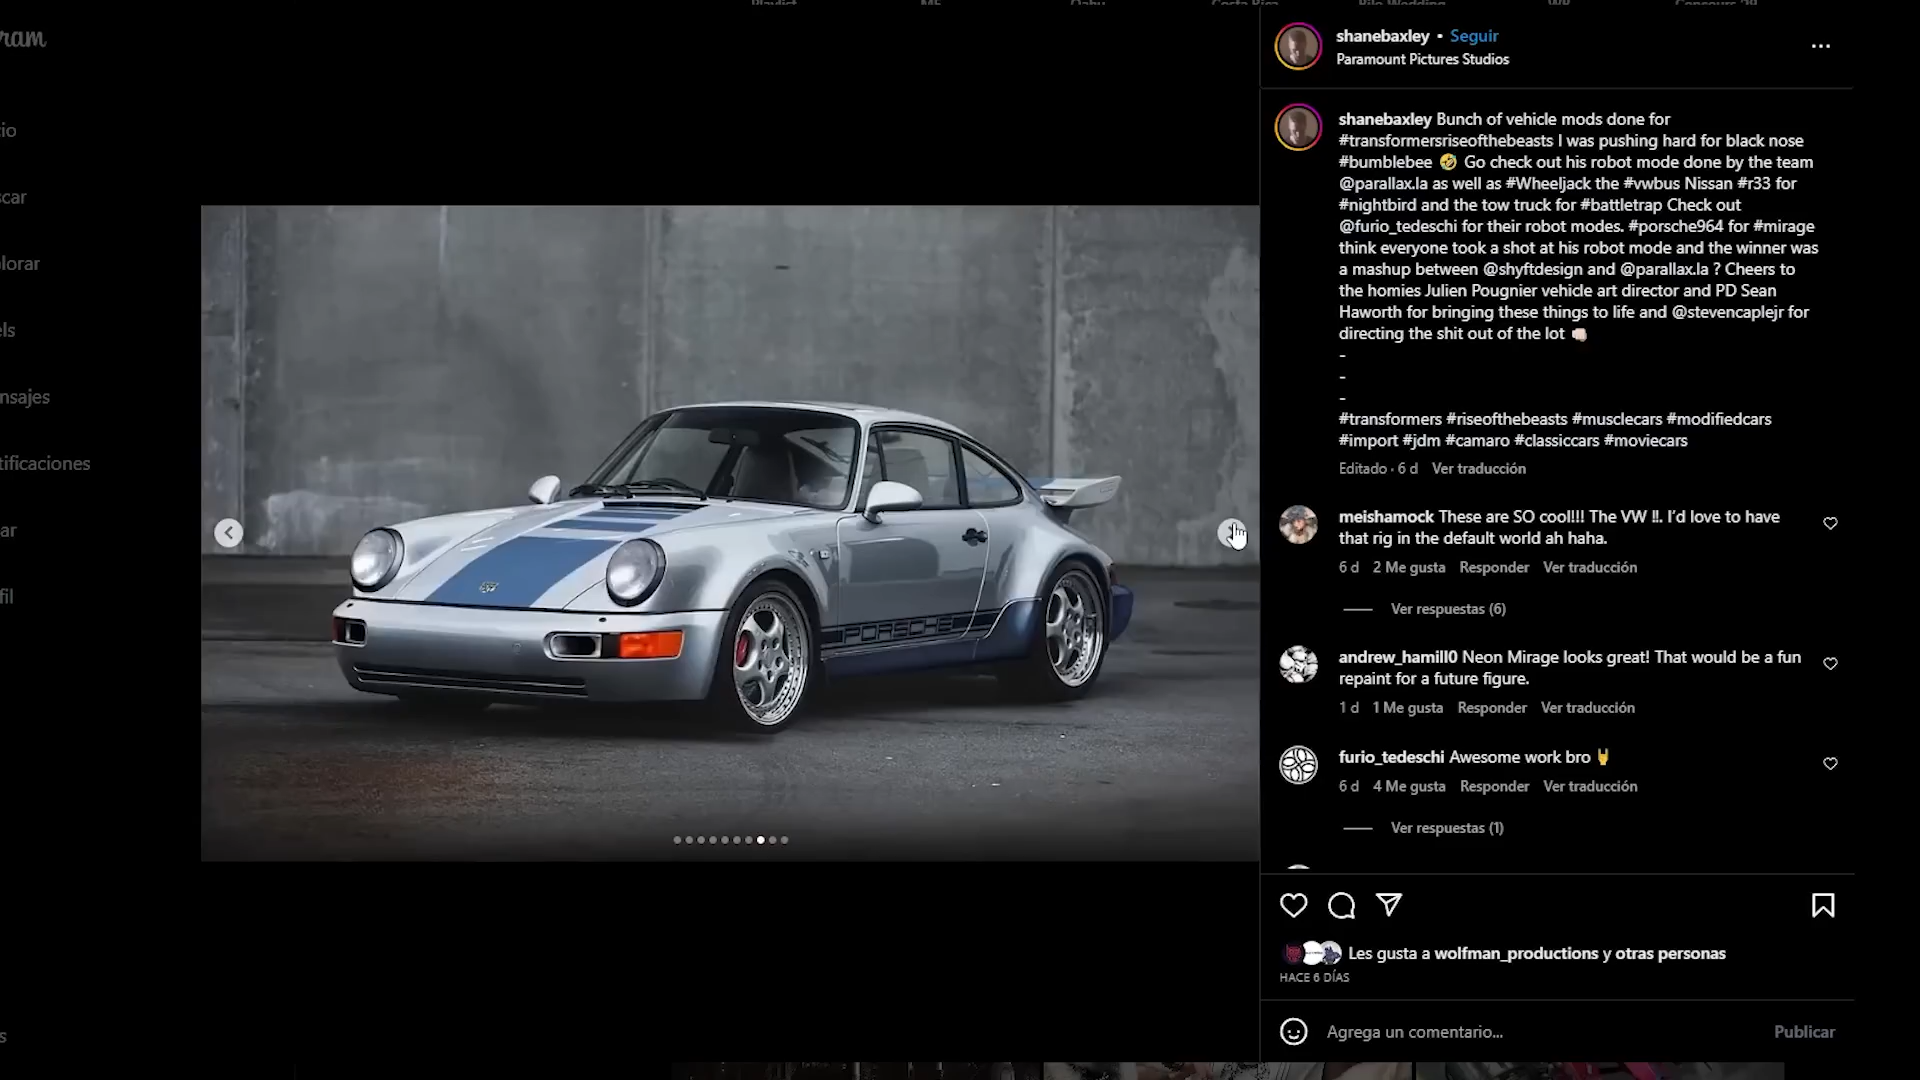 ram
io
car
lorar
ls
nsajes
tificaciones
ar
fil
s
PORSCHE
shanebaxley • Seguir
Paramount Pictures Studios
shanebaxley Bunch of vehicle mods done for
#transformersriseofthebeasts I was pushing hard for black nose
#bumblebee 🤣 Go check out his robot mode done by the team
@parallax.la as well as #Wheeljack the #vwbus Nissan #r33 for
#nightbird and the tow truck for #battletrap Check out
@furio_tedeschi for their robot modes. #porsche964 for #mirage
think everyone took a shot at his robot mode and the winner was
a mashup between @shyftdesign and @parallax.la ? Cheers to
the homies Julien Pougnier vehicle art director and PD Sean
Haworth for bringing these things to life and @stevencaplejr for
directing the shit out of the lot 👊🏻
-
-
-
#transformers #riseofthebeasts #musclecars #modifiedcars
#import #jdm #camaro #classiccars #moviecars
Editado · 6 d Ver traducción
meishamock These are SO cool!!! The VW ‼. I’d love to have
that rig in the default world ah haha.
6 d 2 Me gusta Responder Ver traducción
Ver respuestas (6)
andrew_hamill0 Neon Mirage looks great! That would be a fun
repaint for a future figure.
1 d 1 Me gusta Responder Ver traducción
furio_tedeschi Awesome work bro 🤘
6 d 4 Me gusta Responder Ver traducción
Ver respuestas (1)
Les gusta a wolfman_productions y otras personas
HACE 6 DÍAS
Agrega un comentario...
Publicar